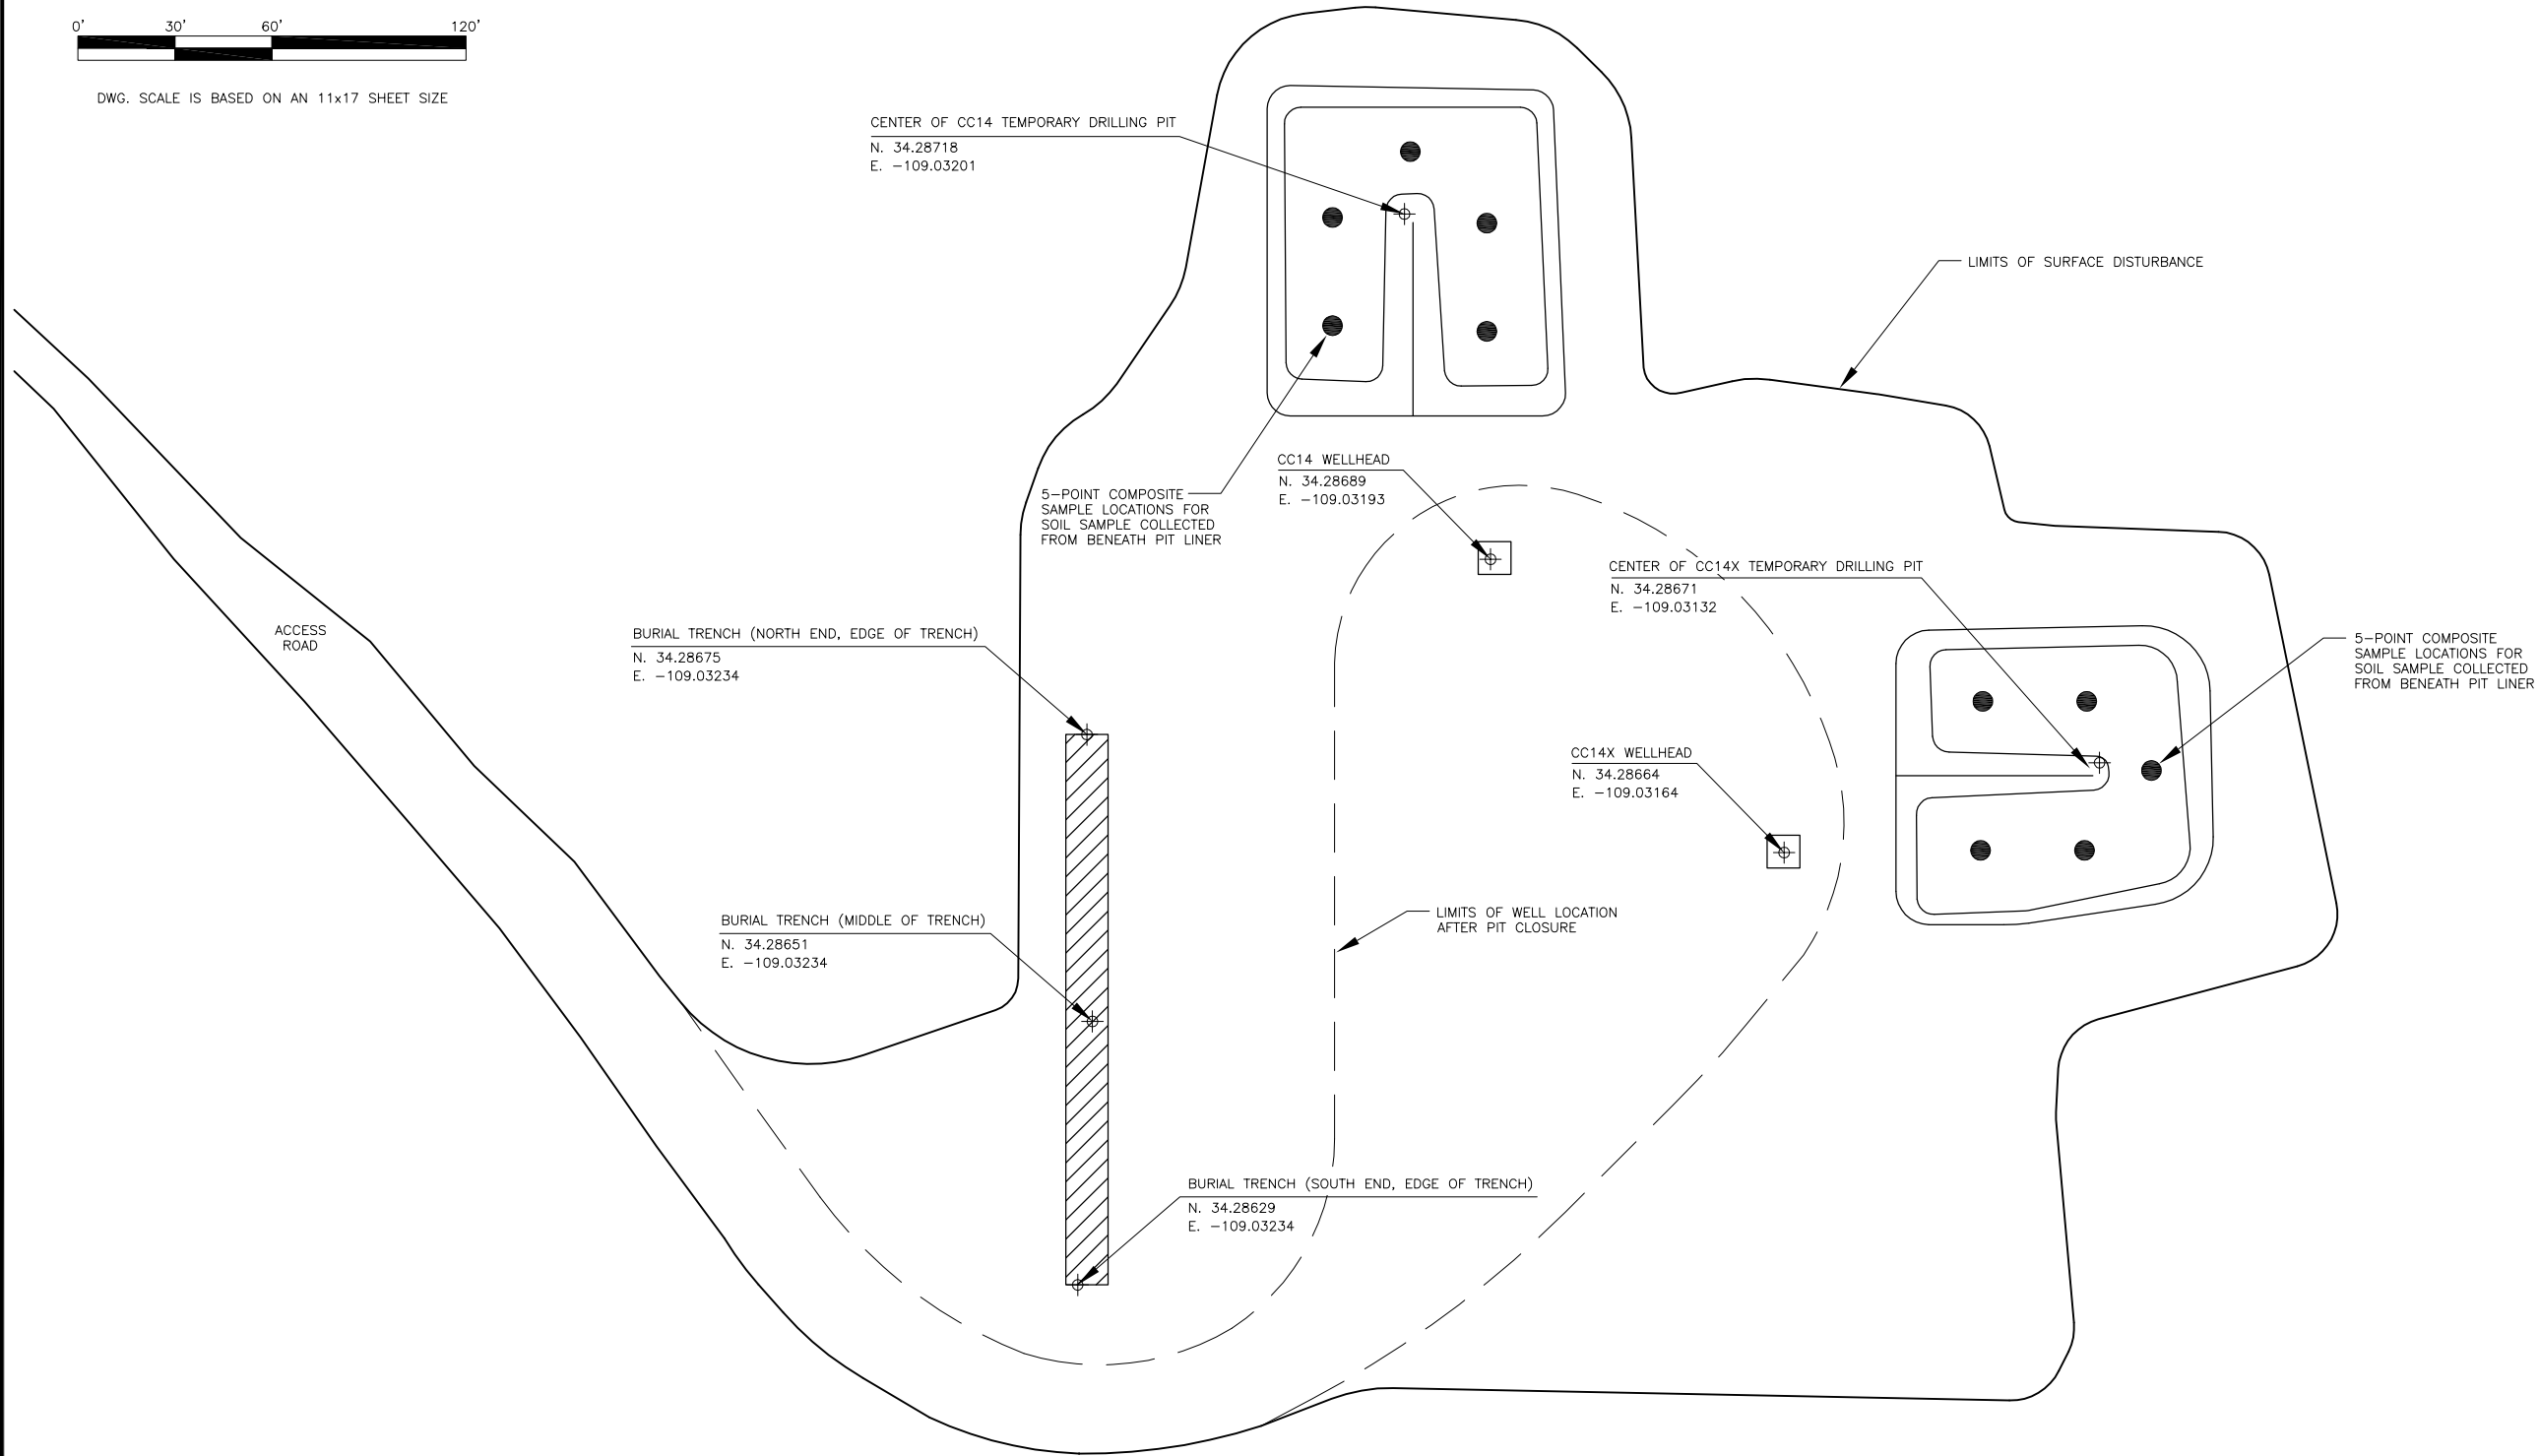 0' 30' 60' 120'
DWG. SCALE IS BASED ON AN 11x17 SHEET SIZE
CENTER OF CC14 TEMPORARY DRILLING PIT
N. 34.28718
E. -109.03201
LIMITS OF SURFACE DISTURBANCE
CC14 WELLHEAD
N. 34.28689
E. -109.03193
5-POINT COMPOSITE
SAMPLE LOCATIONS FOR
SOIL SAMPLE COLLECTED
FROM BENEATH PIT LINER
CENTER OF CC14X TEMPORARY DRILLING PIT
N. 34.28671
E. -109.03132
ACCESS
ROAD
BURIAL TRENCH (NORTH END, EDGE OF TRENCH)
N. 34.28675
E. -109.03234
5-POINT COMPOSITE
SAMPLE LOCATIONS FOR
SOIL SAMPLE COLLECTED
FROM BENEATH PIT LINER
CC14X WELLHEAD
N. 34.28664
E. -109.03164
BURIAL TRENCH (MIDDLE OF TRENCH)
N. 34.28651
E. -109.03234
LIMITS OF WELL LOCATION
AFTER PIT CLOSURE
BURIAL TRENCH (SOUTH END, EDGE OF TRENCH)
N. 34.28629
E. -109.03234